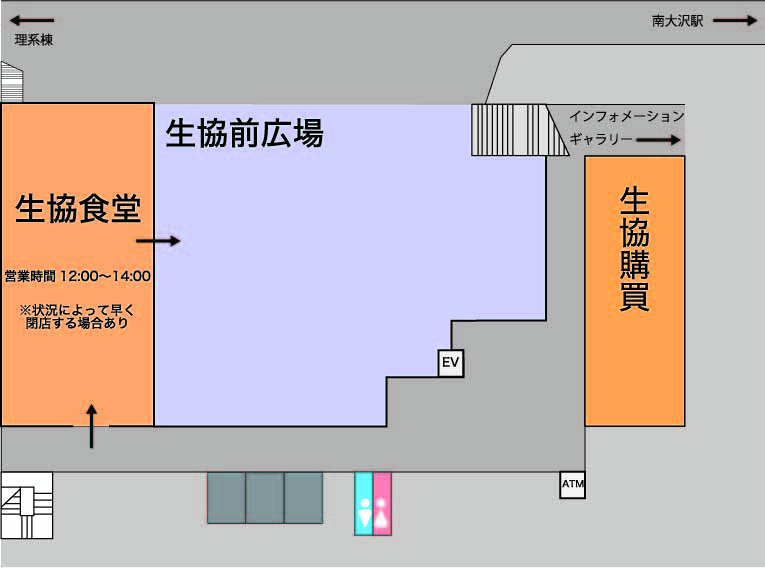 南大沢駅
理系棟
インフォメーション
ギャラリー
生協前広場
生協食堂
生協購買
営業時間 12:00〜14:00
※状況によって早く
閉店する場合あり
EV
ATM